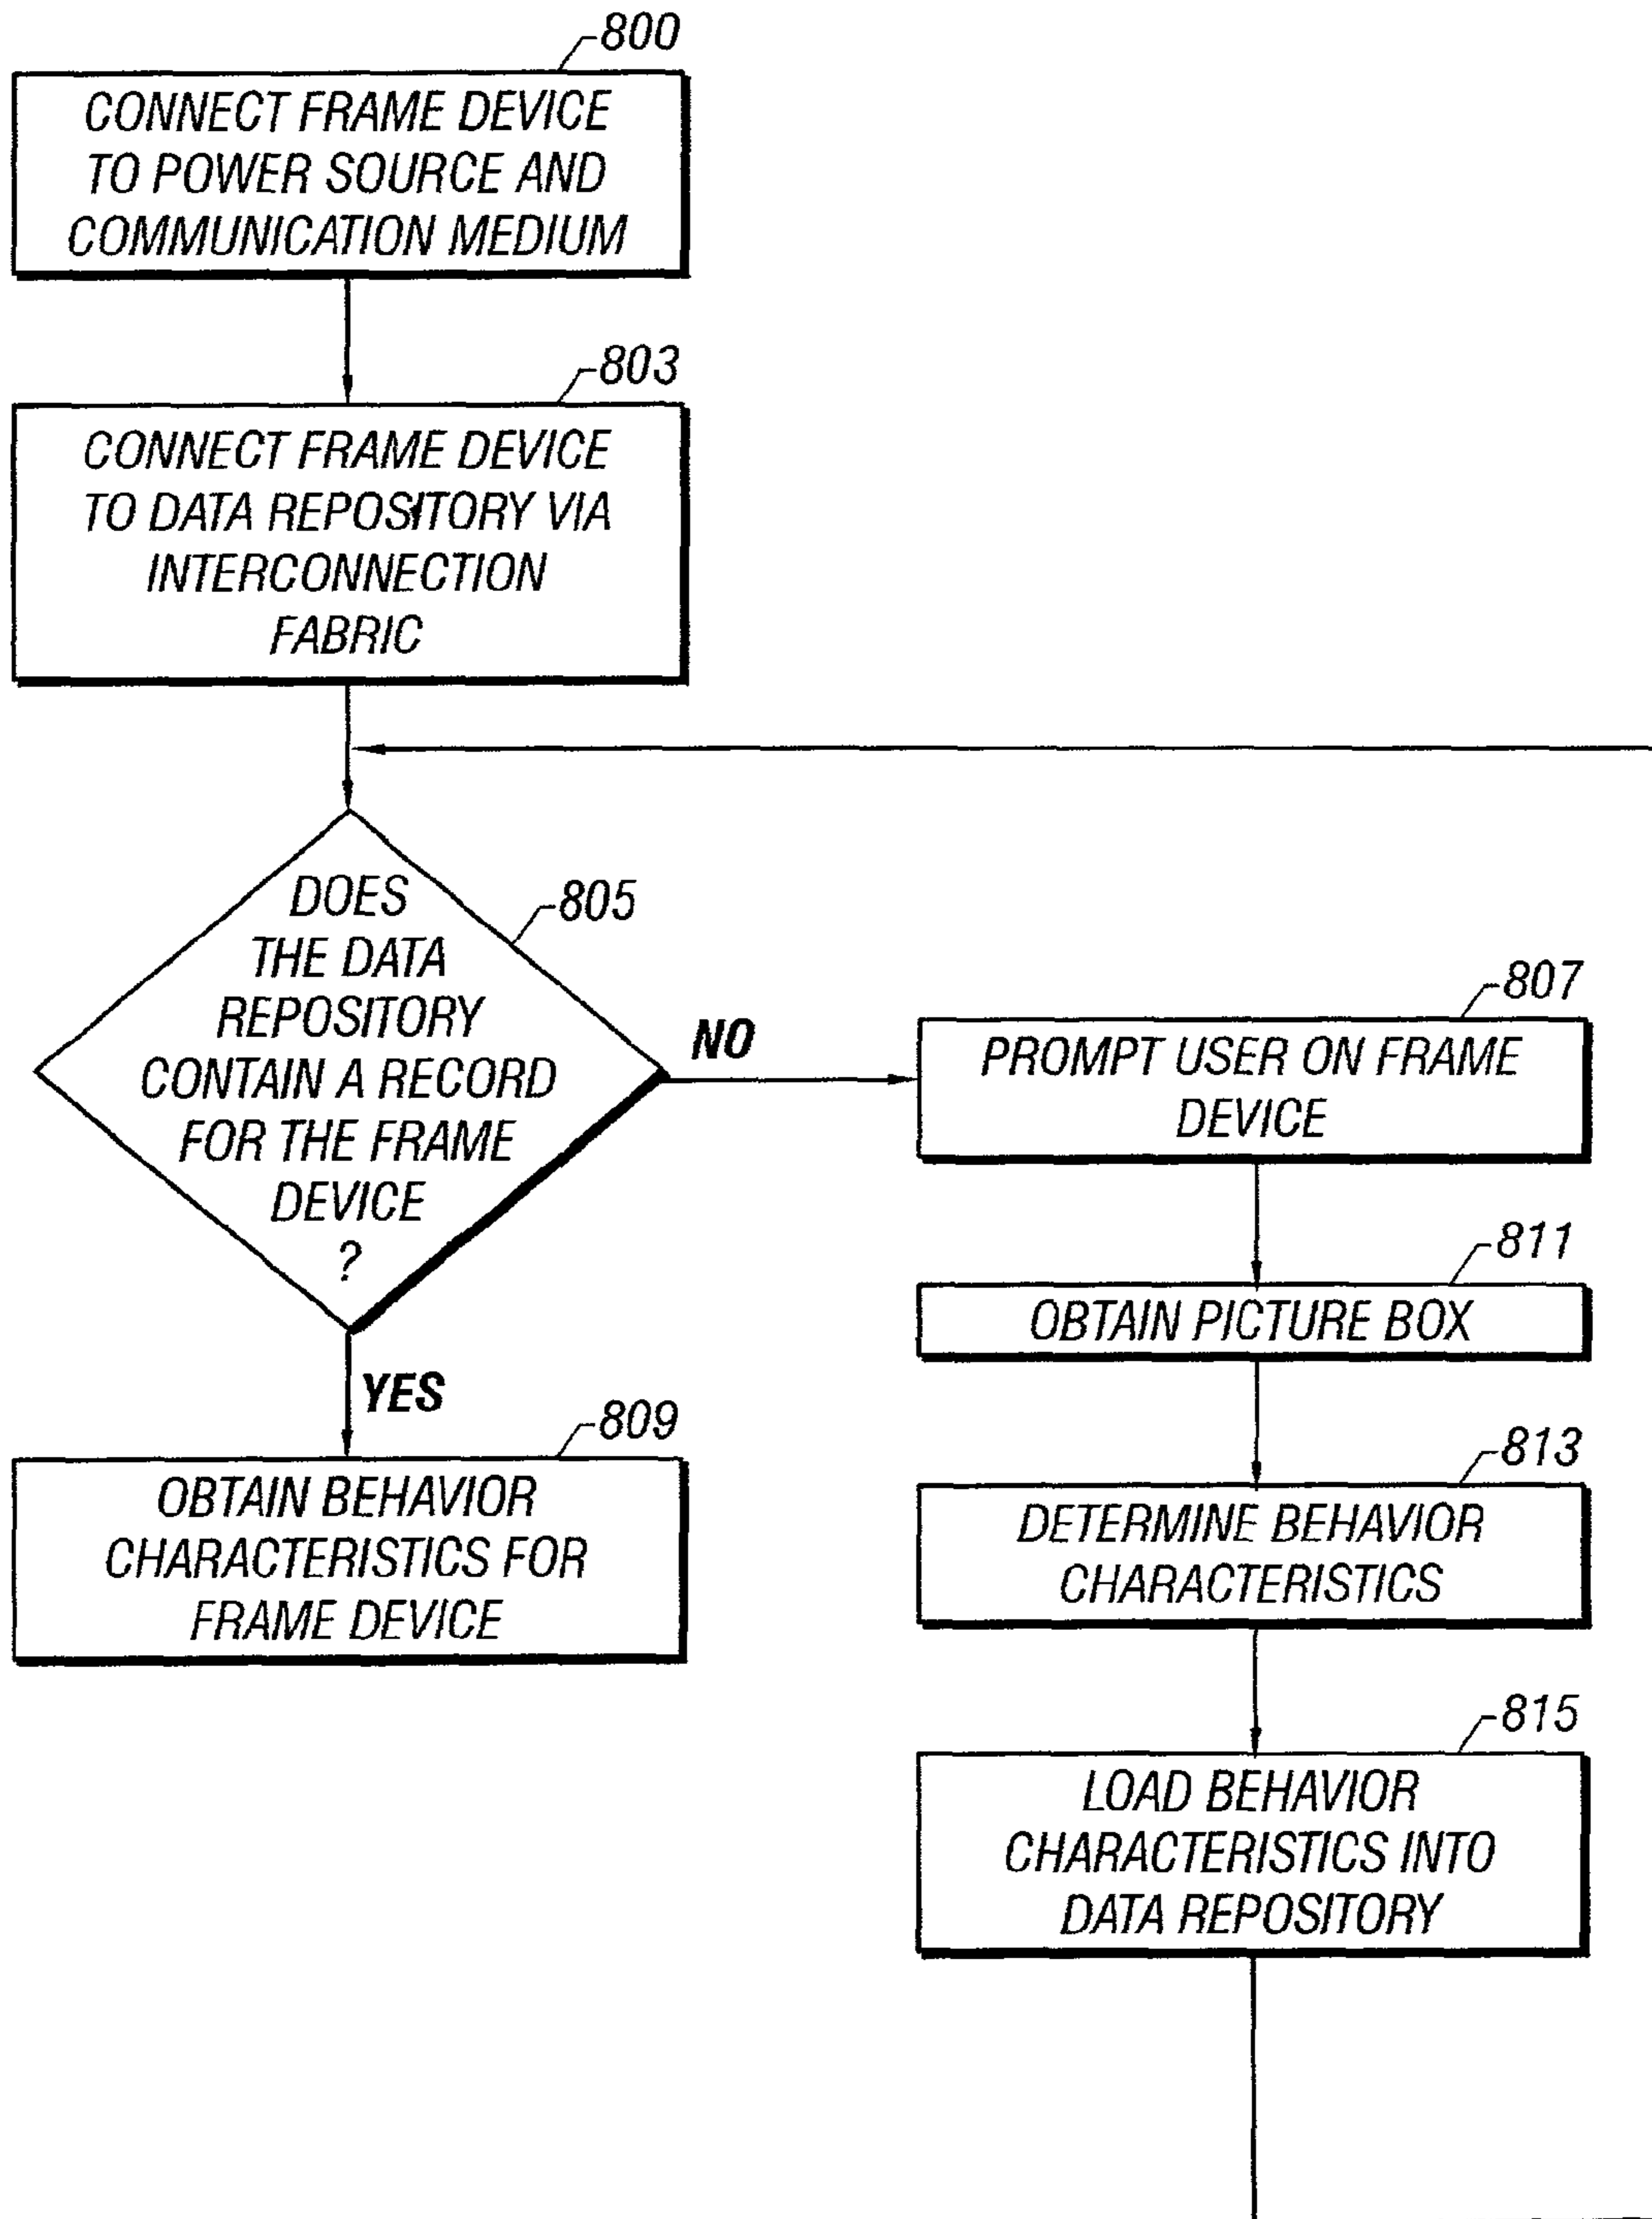 800
CONNECT FRAME DEVICE
TO POWER SOURCE AND
COMMUNICATION MEDIUM
803
CONNECT FRAME DEVICE
TO DATA REPOSITORY VIA
INTERCONNECTION
FABRIC
805
DOES
THE DATA
REPOSITORY
CONTAIN A RECORD
FOR THE FRAME
DEVICE
?
NO
YES
809
OBTAIN BEHAVIOR
CHARACTERISTICS FOR
FRAME DEVICE
807
PROMPT USER ON FRAME
DEVICE
811
OBTAIN PICTURE BOX
813
DETERMINE BEHAVIOR
CHARACTERISTICS
815
LOAD BEHAVIOR
CHARACTERISTICS INTO
DATA REPOSITORY